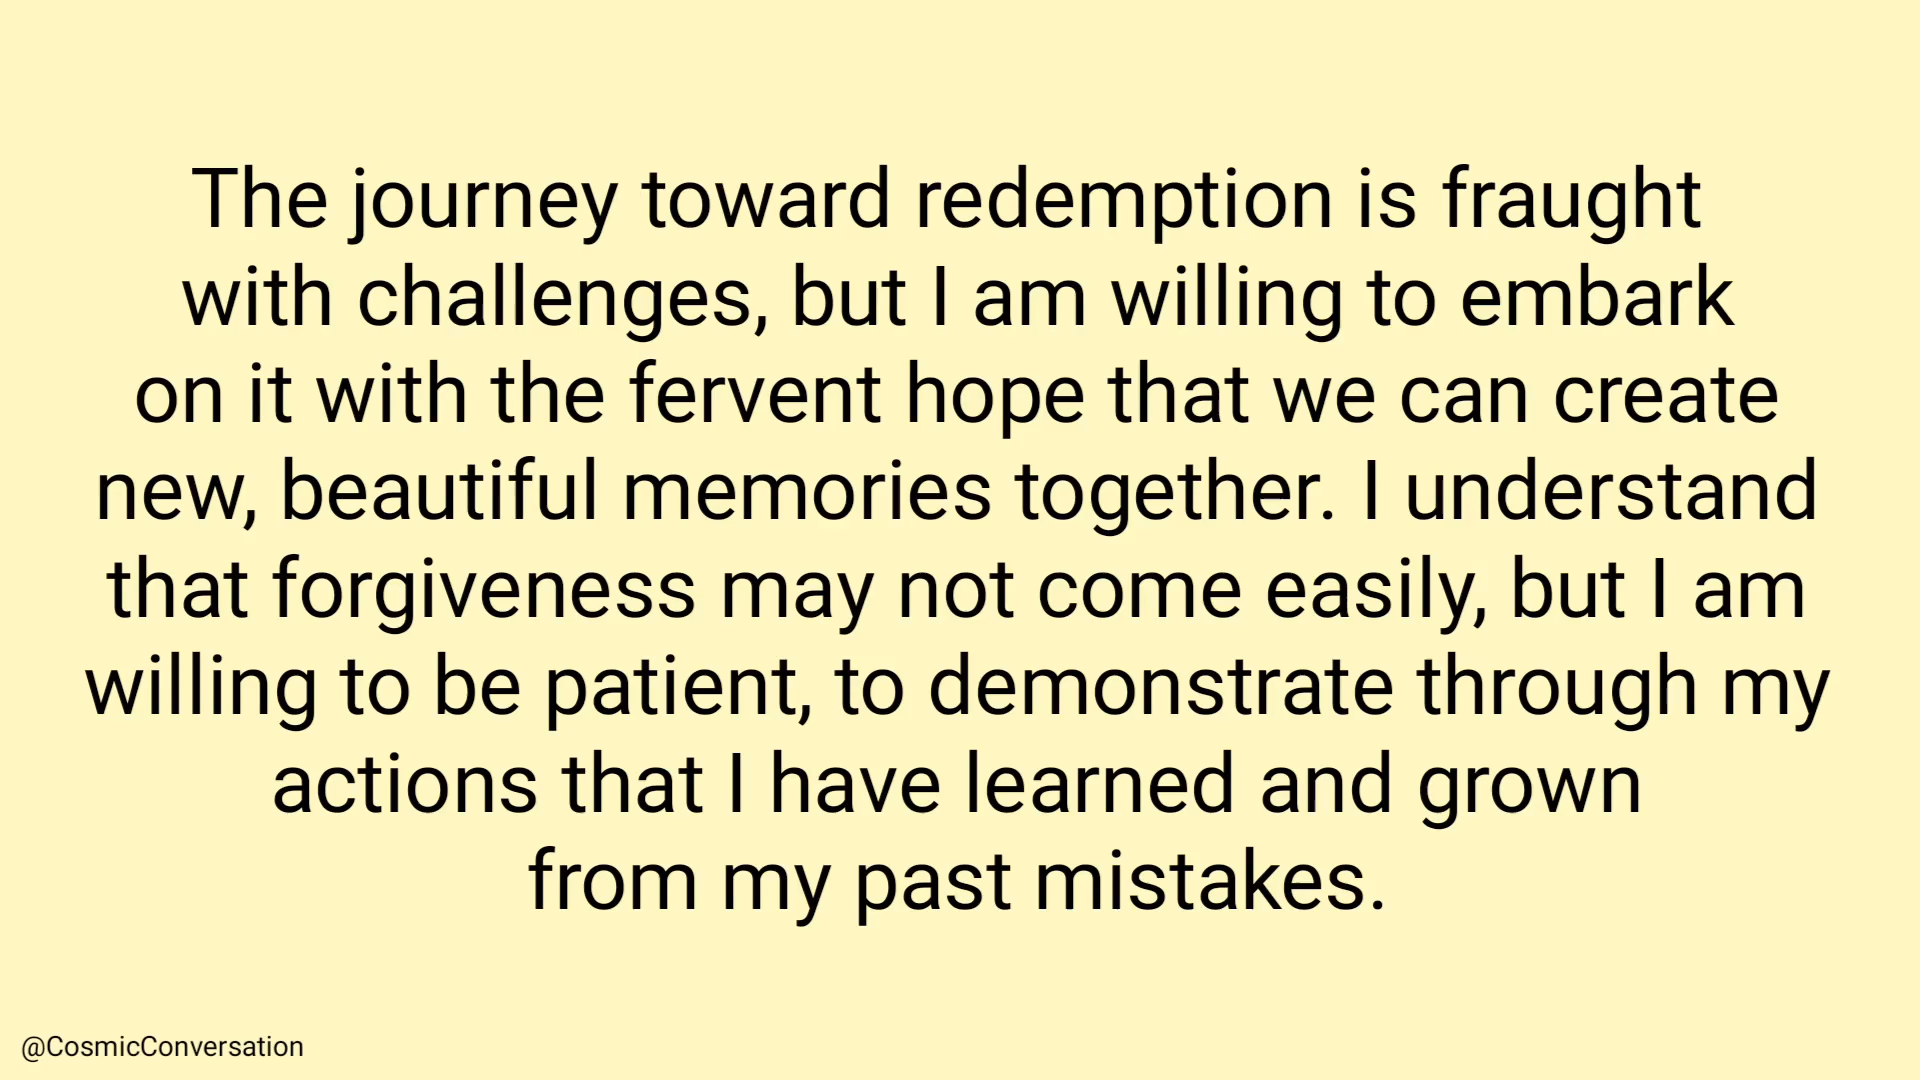 The journey toward redemption is fraught
with challenges, but I am willing to embark
on it with the fervent hope that we can create
new, beautiful memories together. I understand
that forgiveness may not come easily, but I am
willing to be patient, to demonstrate through my
actions that I have learned and grown
from my past mistakes.
@CosmicConversation